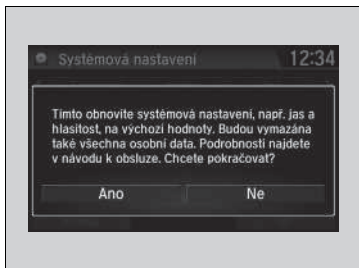 Systémová nastavení 12:34
Tímto obnovíte systémová nastavení, např. jas a
hlasitost, na výchozí hodnoty. Budou vymazána
také všechna osobní data. Podrobnosti najdete
v návodu k obsluze. Chcete pokračovat?
Ano Ne